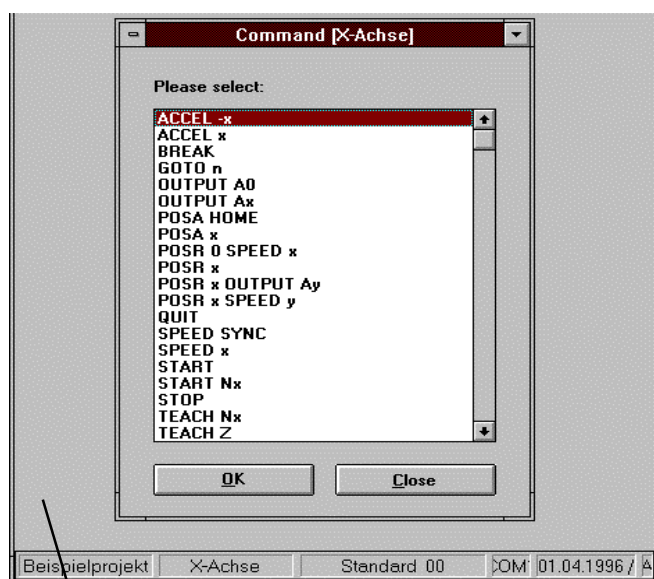 Command [X-Achse]
Please select:
ACCEL -x
ACCEL x
BREAK
GOTO n
OUTPUT A0
OUTPUT Ax
POSA HOME
POSA x
POSR 0 SPEED x
POSR x
POSR x OUTPUT Ay
POSR x SPEED y
QUIT
SPEED SYNC
SPEED x
START
START Nx
STOP
TEACH Nx
TEACH Z
OK Close
Beispielprojekt X-Achse Standard 00 COM 01.04.1996 / A